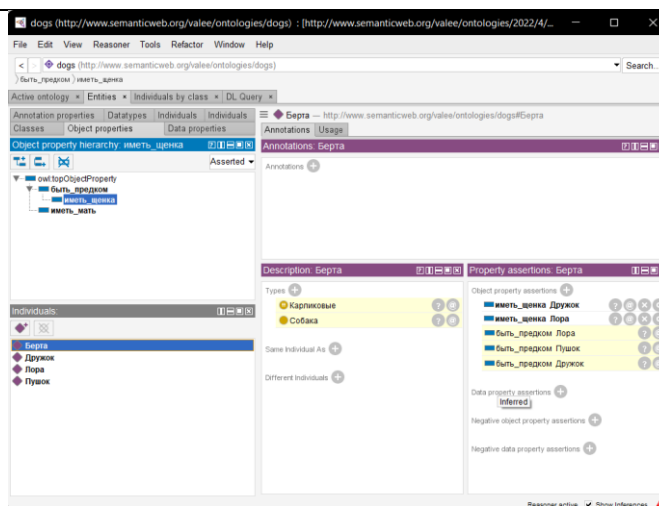 dogs (http://www.semanticweb.org/valee/ontologies/dogs) : [http://www.semanticweb.org/valee/ontologies/2022/4/...
File Edit View Reasoner Tools Refactor Window Help
dogs (http://www.semanticweb.org/valee/ontologies/dogs)
Search...
быть_предком иметь_щенка
Active ontology × Entities × Individuals by class × DL Query ×
Annotation properties Datatypes Individuals Individuals
Classes Object properties Data properties
Object property hierarchy: иметь_щенка
Asserted
owl:topObjectProperty
быть_предком
иметь_щенка
иметь_мать
Individuals:
Берта
Дружок
Лора
Пушок
Берта — http://www.semanticweb.org/valee/ontologies/dogs#Берта
Annotations Usage
Annotations: Берта
Annotations
Description: Берта
Types
Карликовые
Собака
Same Individual As
Different Individuals
Property assertions: Берта
Object property assertions
иметь_щенка Дружок
иметь_щенка Лора
быть_предком Лора
быть_предком Пушок
быть_предком Дружок
Data property assertions
Inferred
Negative object property assertions
Negative data property assertions
Reasoner active Show Inferences